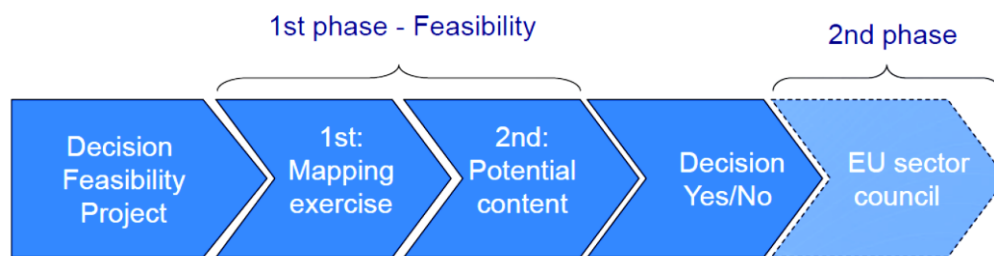 1st phase - Feasibility
2nd phase
Decision
Feasibility
Project
1st:
Mapping
exercise
2nd:
Potential
content
Decision
Yes/No
EU sector
council